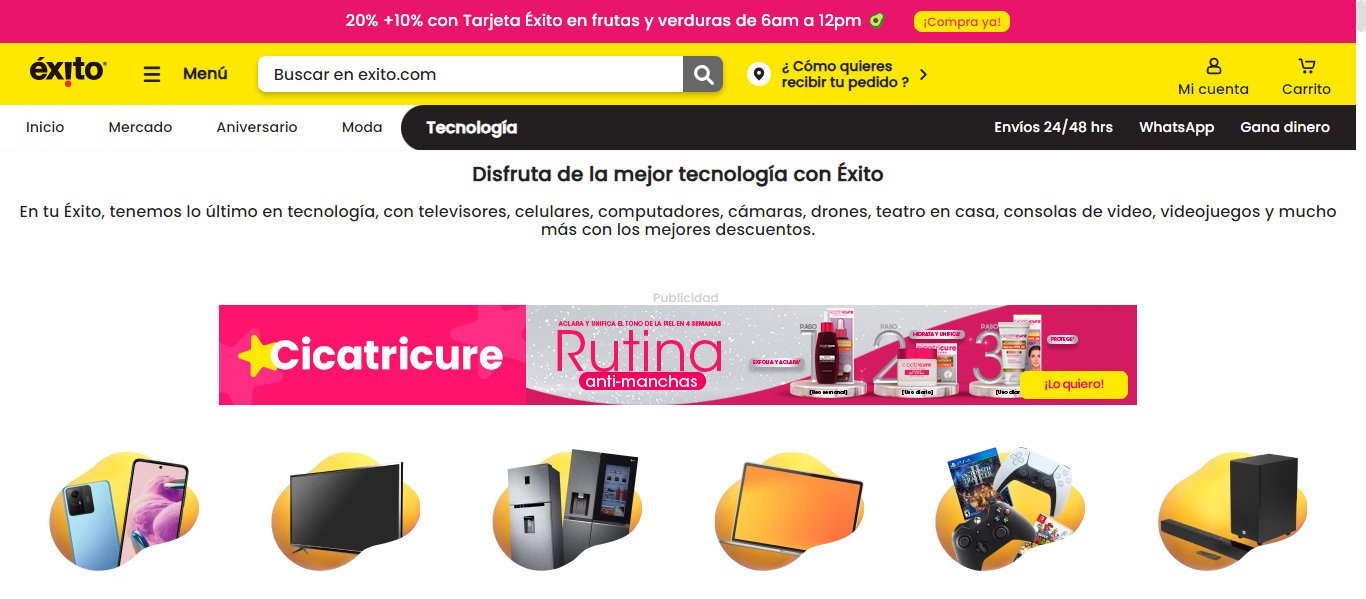 20% +10% con Tarjeta Éxito en frutas y verduras de 6am a 12pm
¡Compra ya!
éxito
Menú
Buscar en exito.com
¿ Cómo quieres
recibir tu pedido ?
Mi cuenta
Carrito
Inicio
Mercado
Aniversario
Moda
Tecnología
Envíos 24/48 hrs
WhatsApp
Gana dinero
Disfruta de la mejor tecnología con Éxito
En tu Éxito, tenemos lo último en tecnología, con televisores, celulares, computadores, cámaras, drones, teatro en casa, consolas de video, videojuegos y mucho
más con los mejores descuentos.
Publicidad
Cicatricure
ACLARA Y UNIFICA EL TONO DE LA PIEL EN 4 SEMANAS
Rutina
anti-manchas
PASO
1
EXFOLIA Y ACLARA*
[Uso semanal]
PASO
2
HIDRATA Y UNIFICA*
cicatricure
[Uso diario]
PASO
3
PROTEGE*
[Uso diario]
¡Lo quiero!